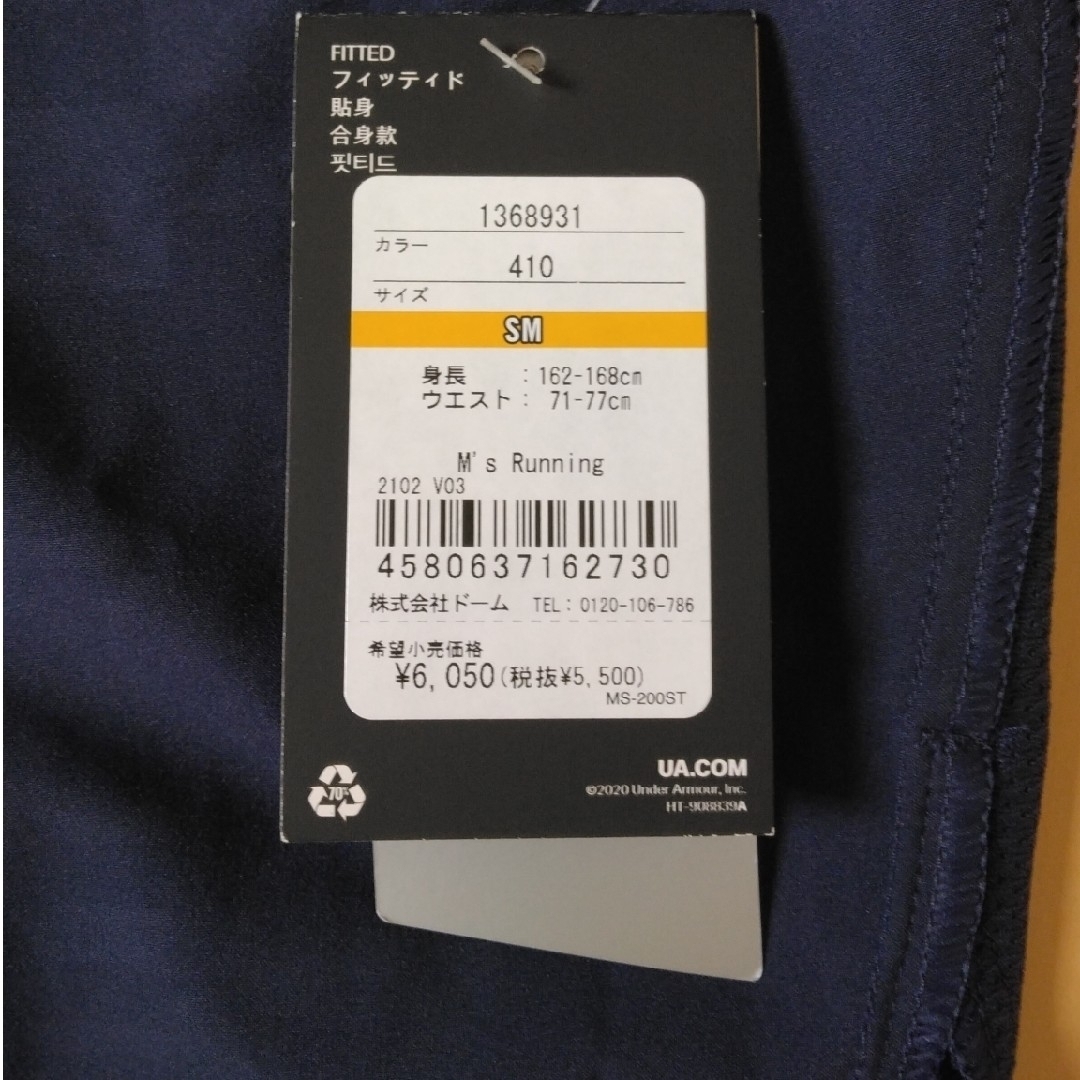 FITTED
フィッティド
貼身
合身款
핏티드
1368931
カラー
410
サイズ
SM
身長 : 162-168cm
ウエスト : 71-77cm
M's Running
2102 V03
4580637162730
株式会社ドーム TEL: 0120-106-786
希望小売価格
¥6,050(税抜¥5,500)
MS-200ST
70%
UA.COM
©2020 Under Armour, Inc.
HT-908839A